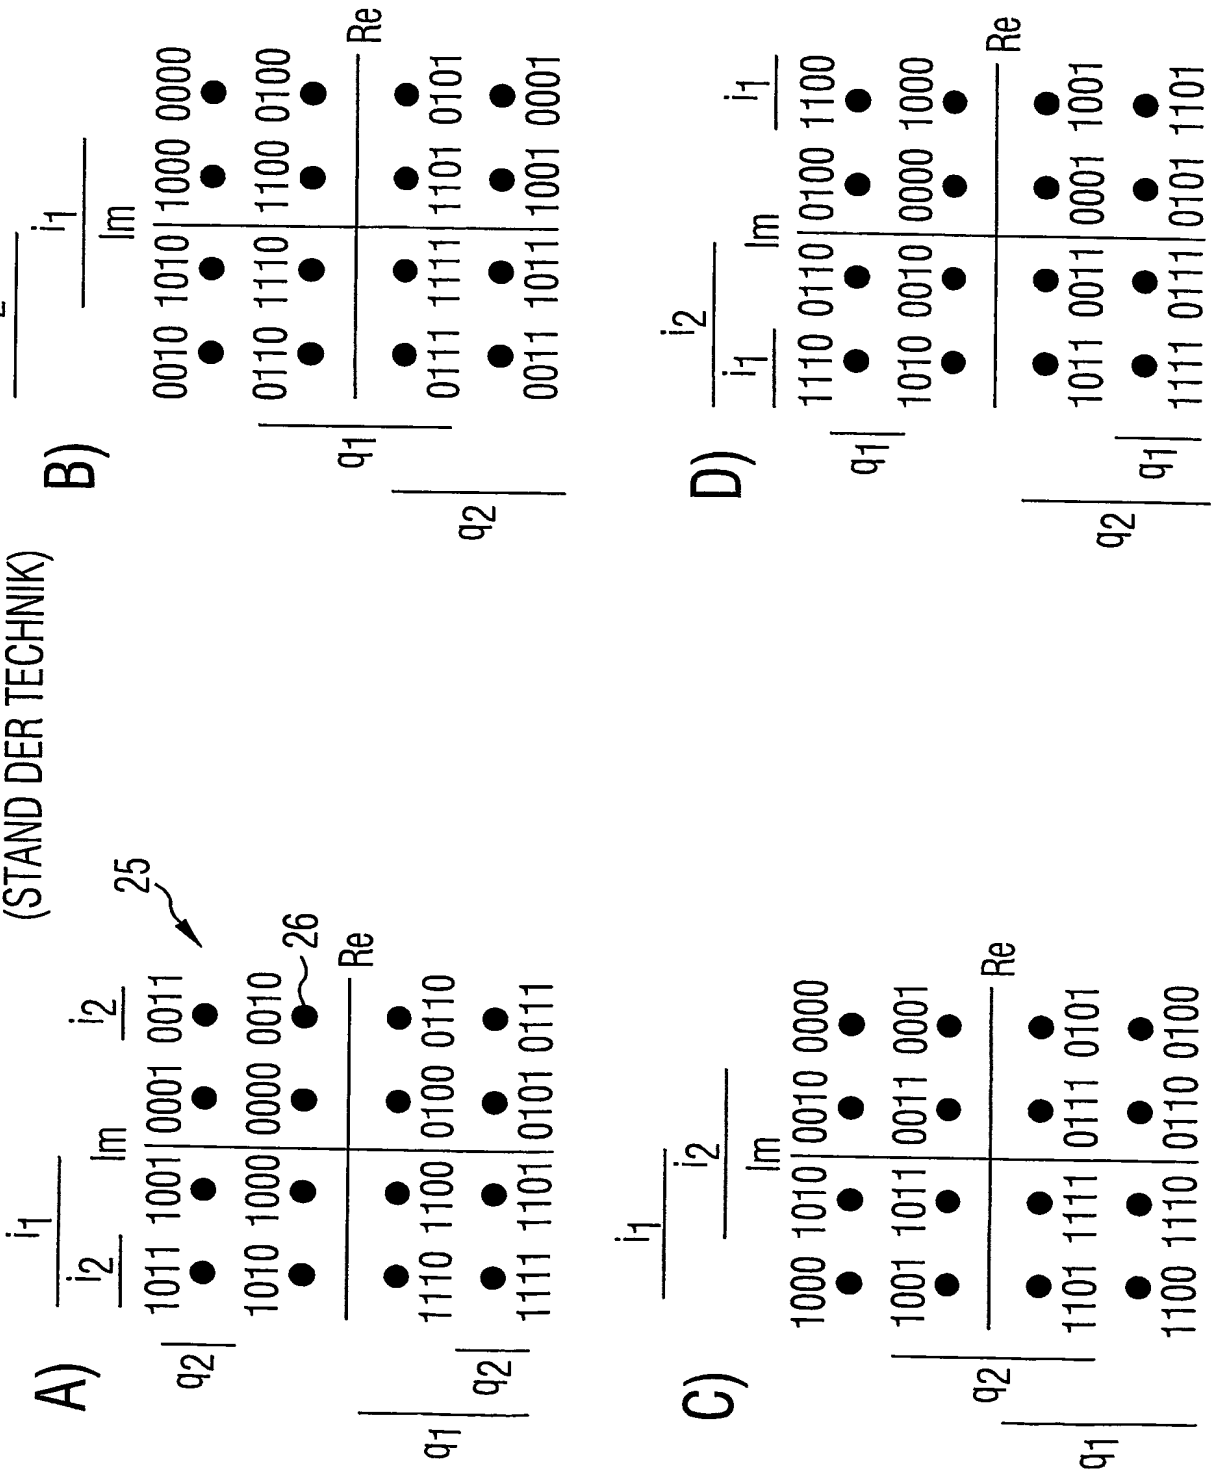 (STAND DER TECHNIK)
A)
i1
i2 i2
25
Im
q2
1011 1001 0001 0011
1010 1000 0000 0010
26
Re
q1
q2
1110 1100 0100 0110
1111 1101 0101 0111
B)
i1
Im
0010 1010 1000 0000
q1
0110 1110 1100 0100
Re
q2
0111 1111 1101 0101
0011 1011 1001 0001
C)
i1
i2
Im
1000 1010 0010 0000
q2
1001 1011 0011 0001
Re
q1
1101 1111 0111 0101
1100 1110 0110 0100
D)
i2
i1 i1
Im
q1
1110 0110 0100 1100
1010 0010 0000 1000
Re
q2
q1
1011 0011 0001 1001
1111 0111 0101 1101